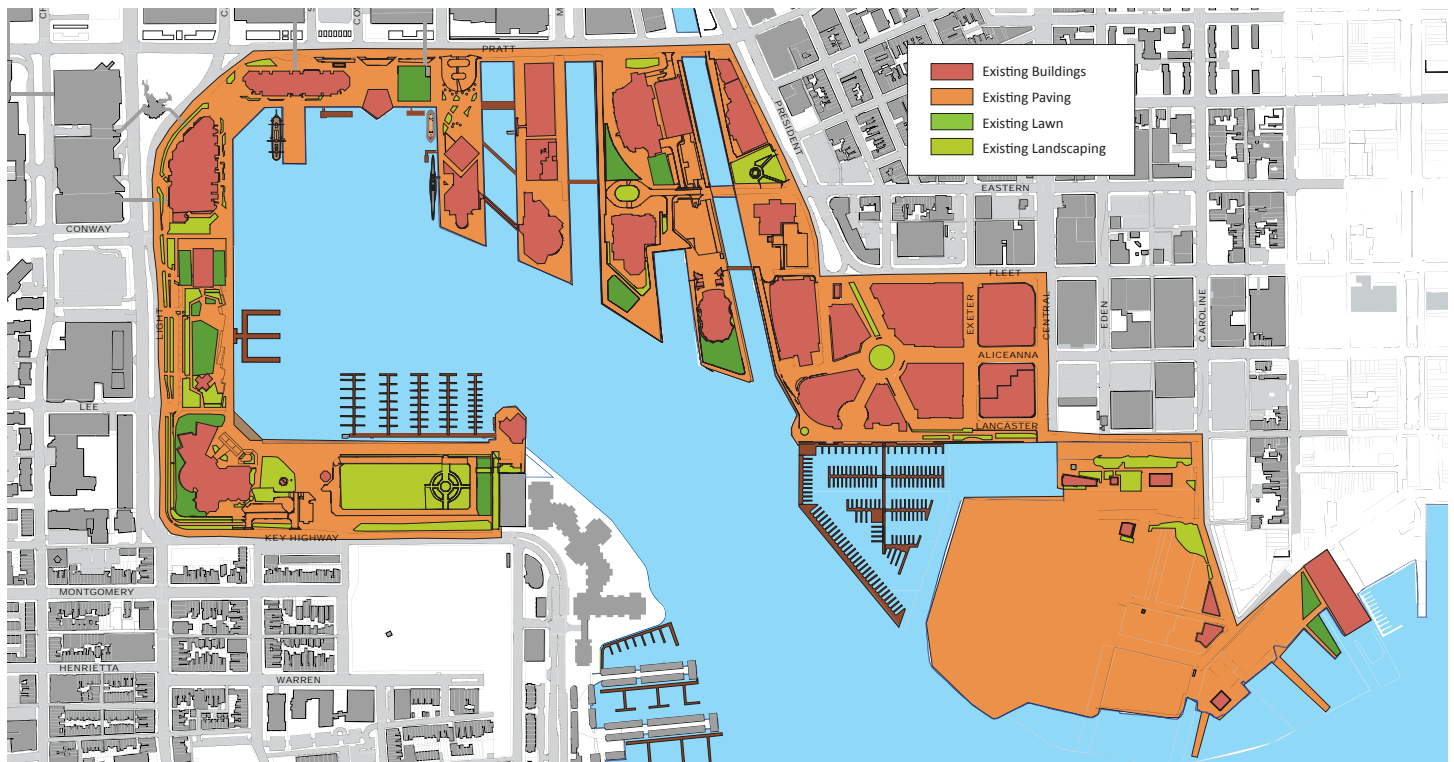 PRATT
Existing Buildings
Existing Paving
Existing Lawn
Existing Landscaping
PRESIDENT
EASTERN
CONWAY
FLEET
LIGHT
EXETER
CENTRAL
EDEN
CAROLINE
ALICEANNA
LEE
LANCASTER
KEY HIGHWAY
MONTGOMERY
HENRIETTA
WARREN